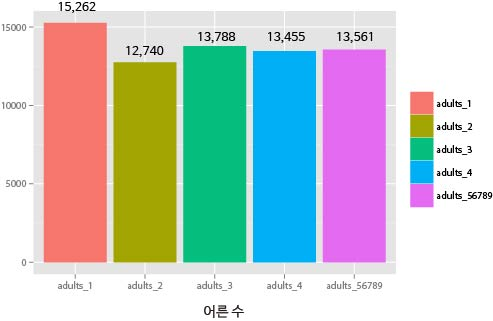 15,262
12,740
13,788
13,455
13,561
15000
10000
5000
0
adults_1
adults_2
adults_3
adults_4
adults_56789
어른 수
adults_1
adults_2
adults_3
adults_4
adults_56789